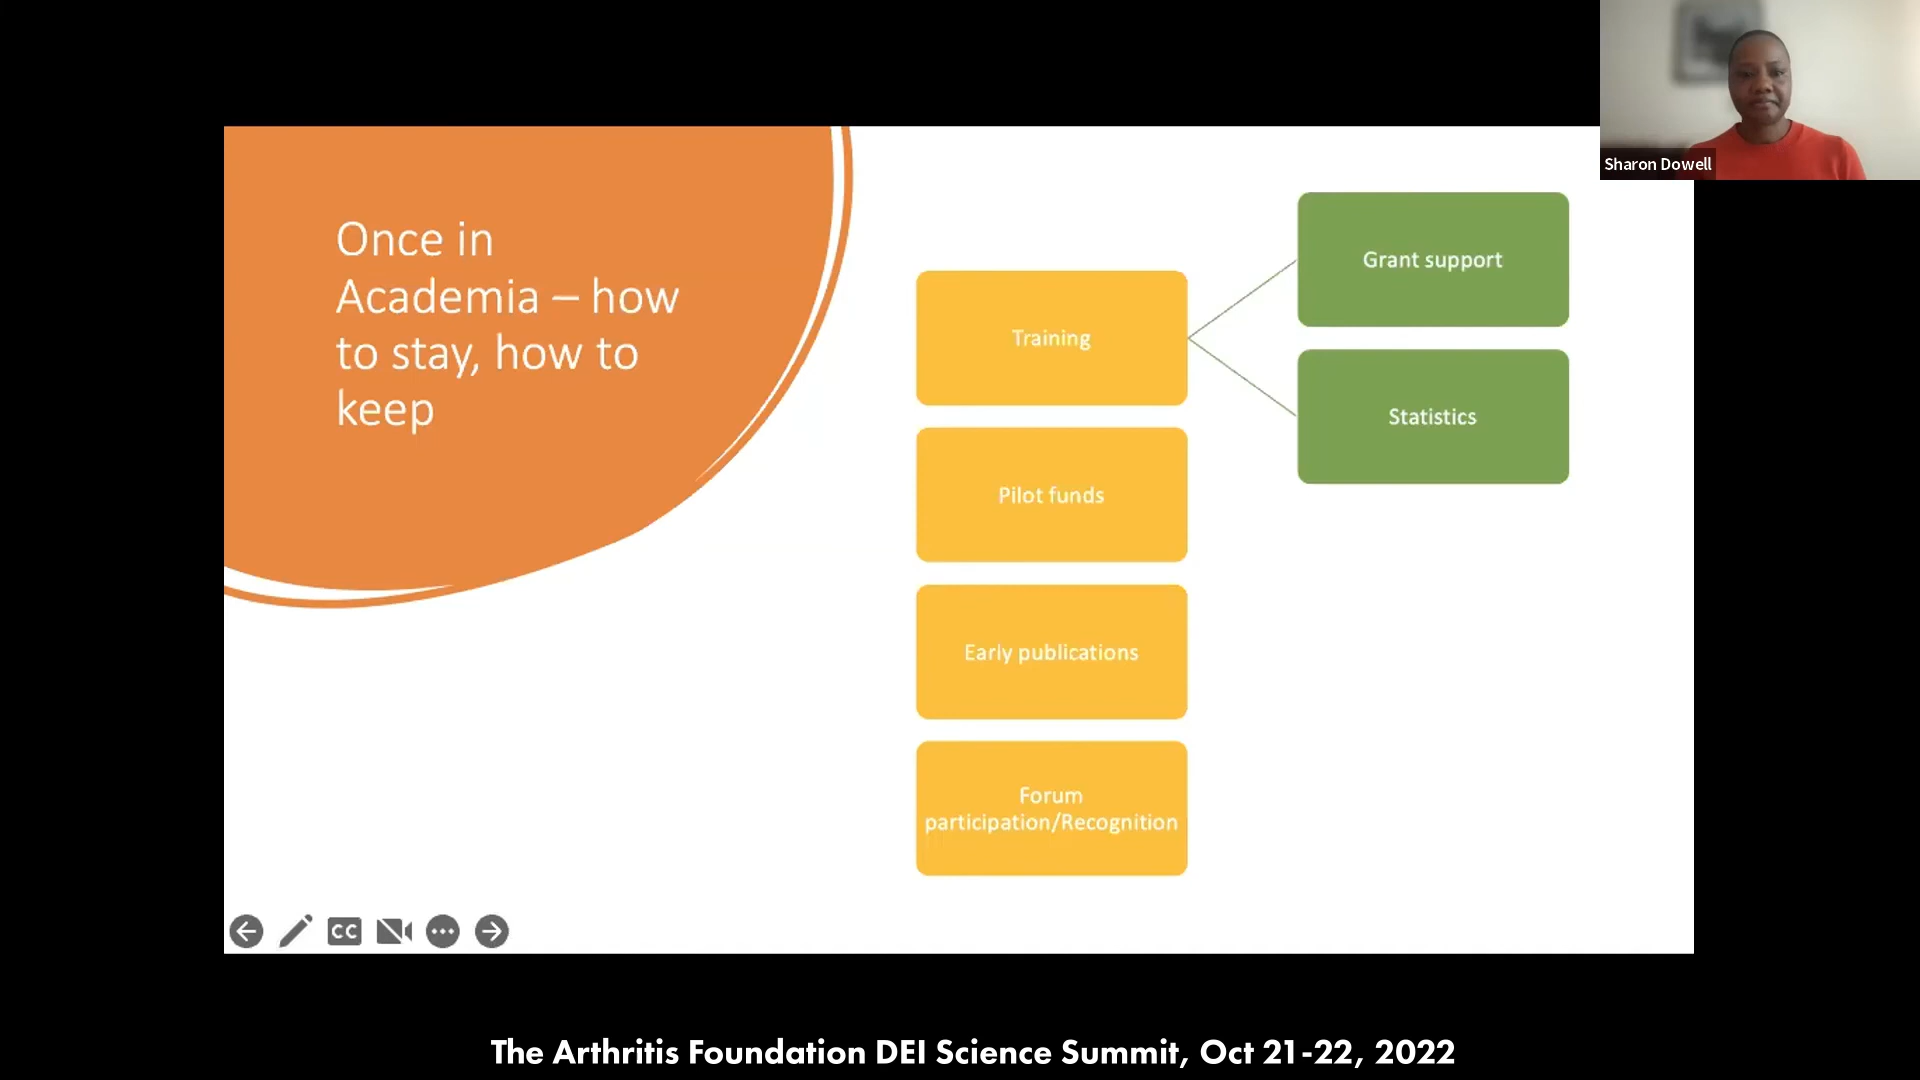 Sharon Dowell
Once in
Academia – how
to stay, how to
keep
Training
Grant support
Statistics
Pilot funds
Early publications
Forum
participation/Recognition
CC
The Arthritis Foundation DEI Science Summit, Oct 21-22, 2022